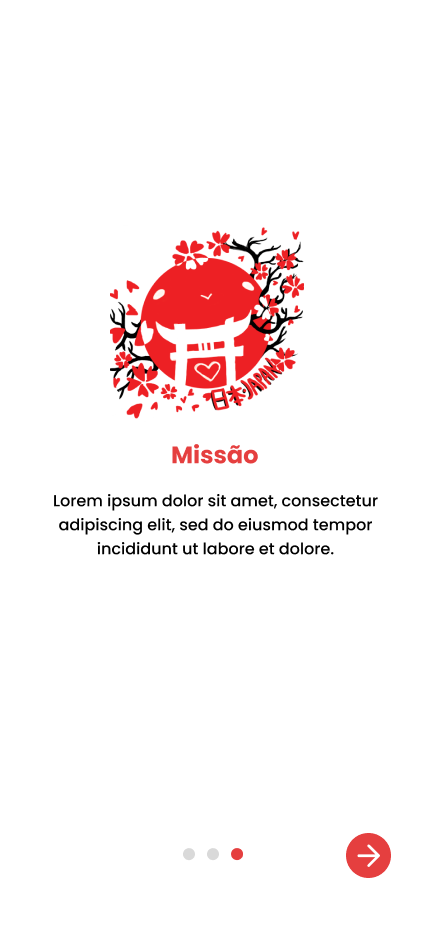 日本・JAPAN
Missão
Lorem ipsum dolor sit amet, consectetur
adipiscing elit, sed do eiusmod tempor
incididunt ut labore et dolore.